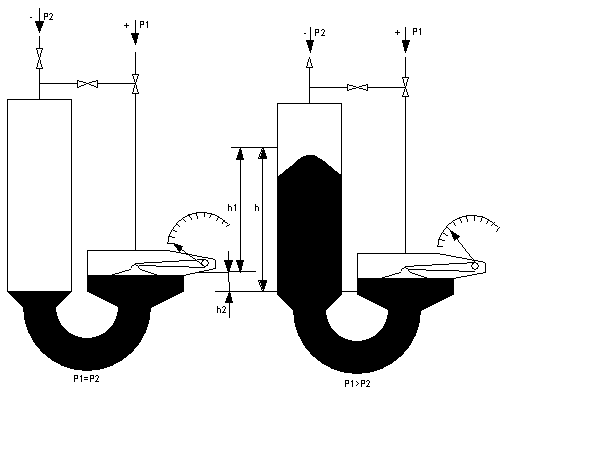 - P2
+ P1
- P2
+ P1
h1
h
h2
P1=P2
P1>P2